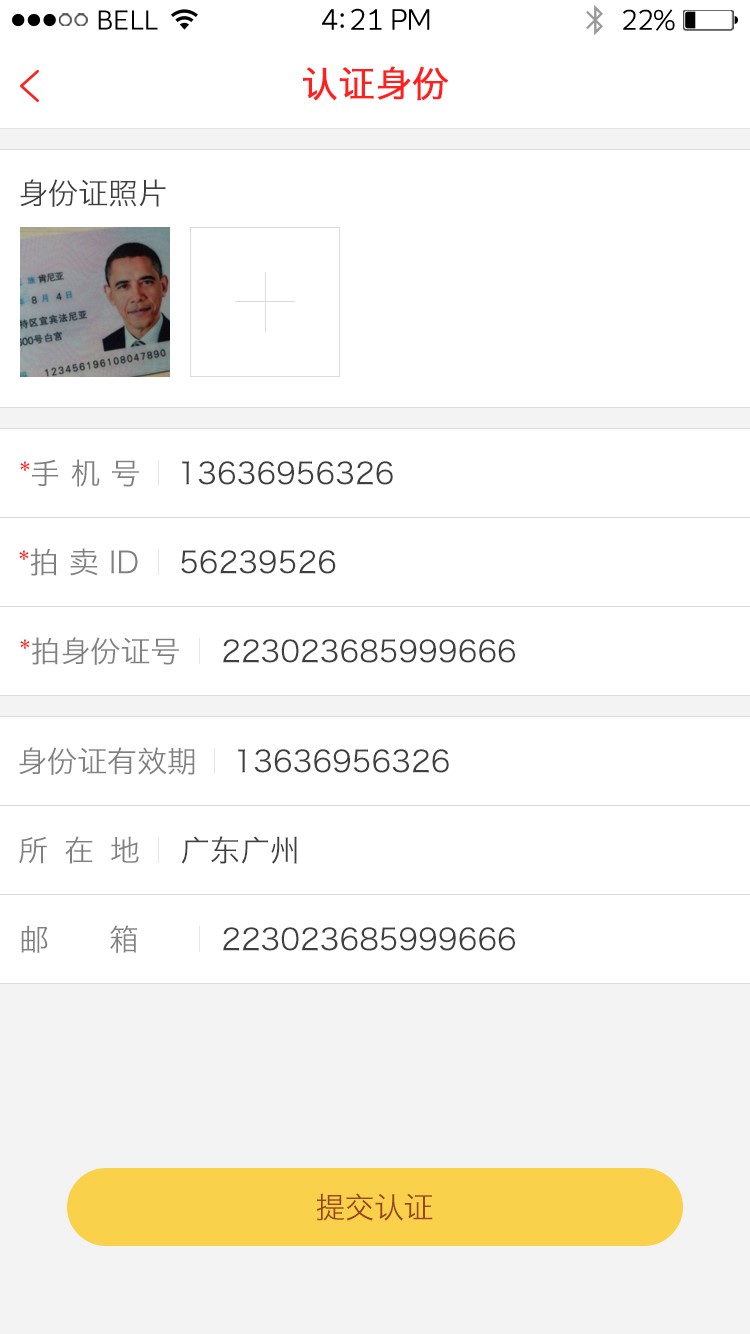 BELL 4:21 PM 22%
认证身份
身份证照片
肯尼亚
8 月 4 日
特区宜宾法尼亚
600号白宫
123456196108047890
*手 机 号 13636956326
*拍 卖 ID 56239526
*拍身份证号 223023685999666
身份证有效期 13636956326
所 在 地 广东广州
邮 箱 223023685999666
提交认证